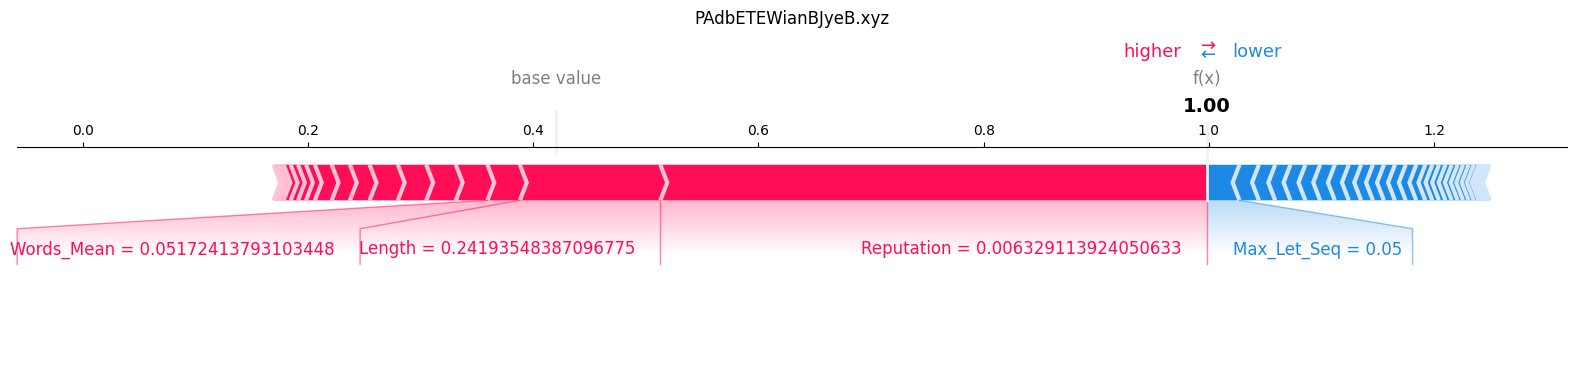 PAdbETEWianBJyeB.xyz
higher ⇄ lower
base value f(x)
1.00
0.0 0.2 0.4 0.6 0.8 1.0 1.2
Words_Mean = 0.05172413793103448 Length = 0.24193548387096775 Reputation = 0.006329113924050633 Max_Let_Seq = 0.05